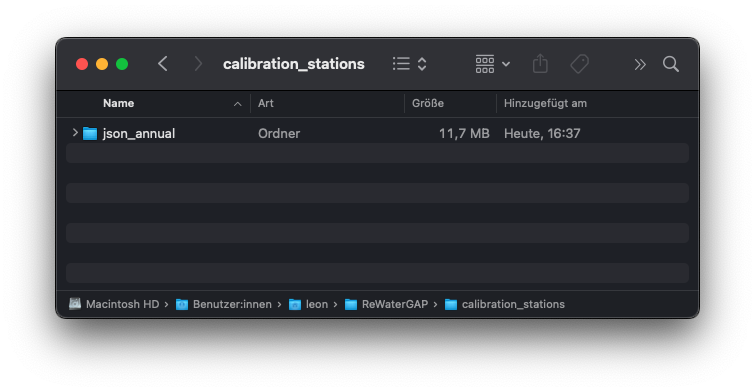 calibration_stations
Name Art Größe Hinzugefügt am
json_annual Ordner 11,7 MB Heute, 16:37
Macintosh HD Benutzer:innen leon ReWaterGAP calibration_stations